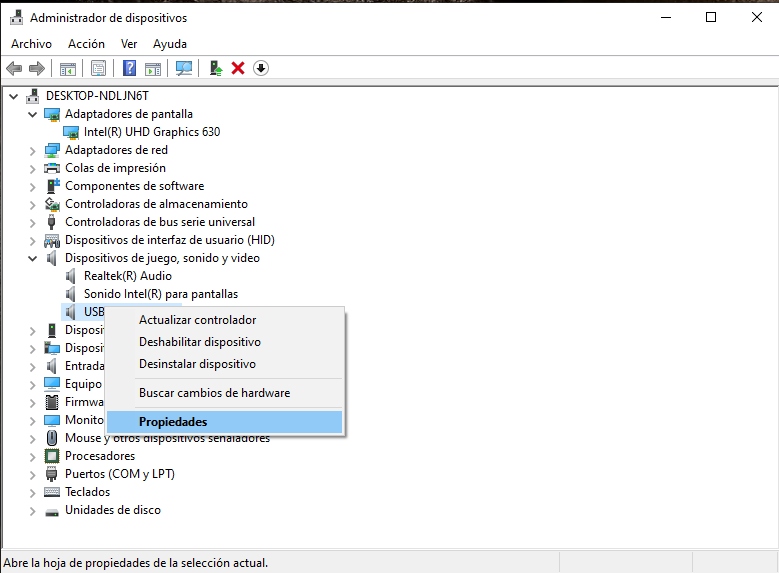 Administrador de dispositivos
Archivo Acción Ver Ayuda
DESKTOP-NDLJN6T
Adaptadores de pantalla
Intel(R) UHD Graphics 630
Adaptadores de red
Colas de impresión
Componentes de software
Controladoras de almacenamiento
Controladoras de bus serie universal
Dispositivos de interfaz de usuario (HID)
Dispositivos de juego, sonido y video
Realtek(R) Audio
Sonido Intel(R) para pantallas
USB
Actualizar controlador
Deshabilitar dispositivo
Desinstalar dispositivo
Buscar cambios de hardware
Propiedades
Entrada
Equipo
Mouse y otros dispositivos señaladores
Procesadores
Puertos (COM y LPT)
Teclados
Unidades de disco
Abre la hoja de propiedades de la selección actual.